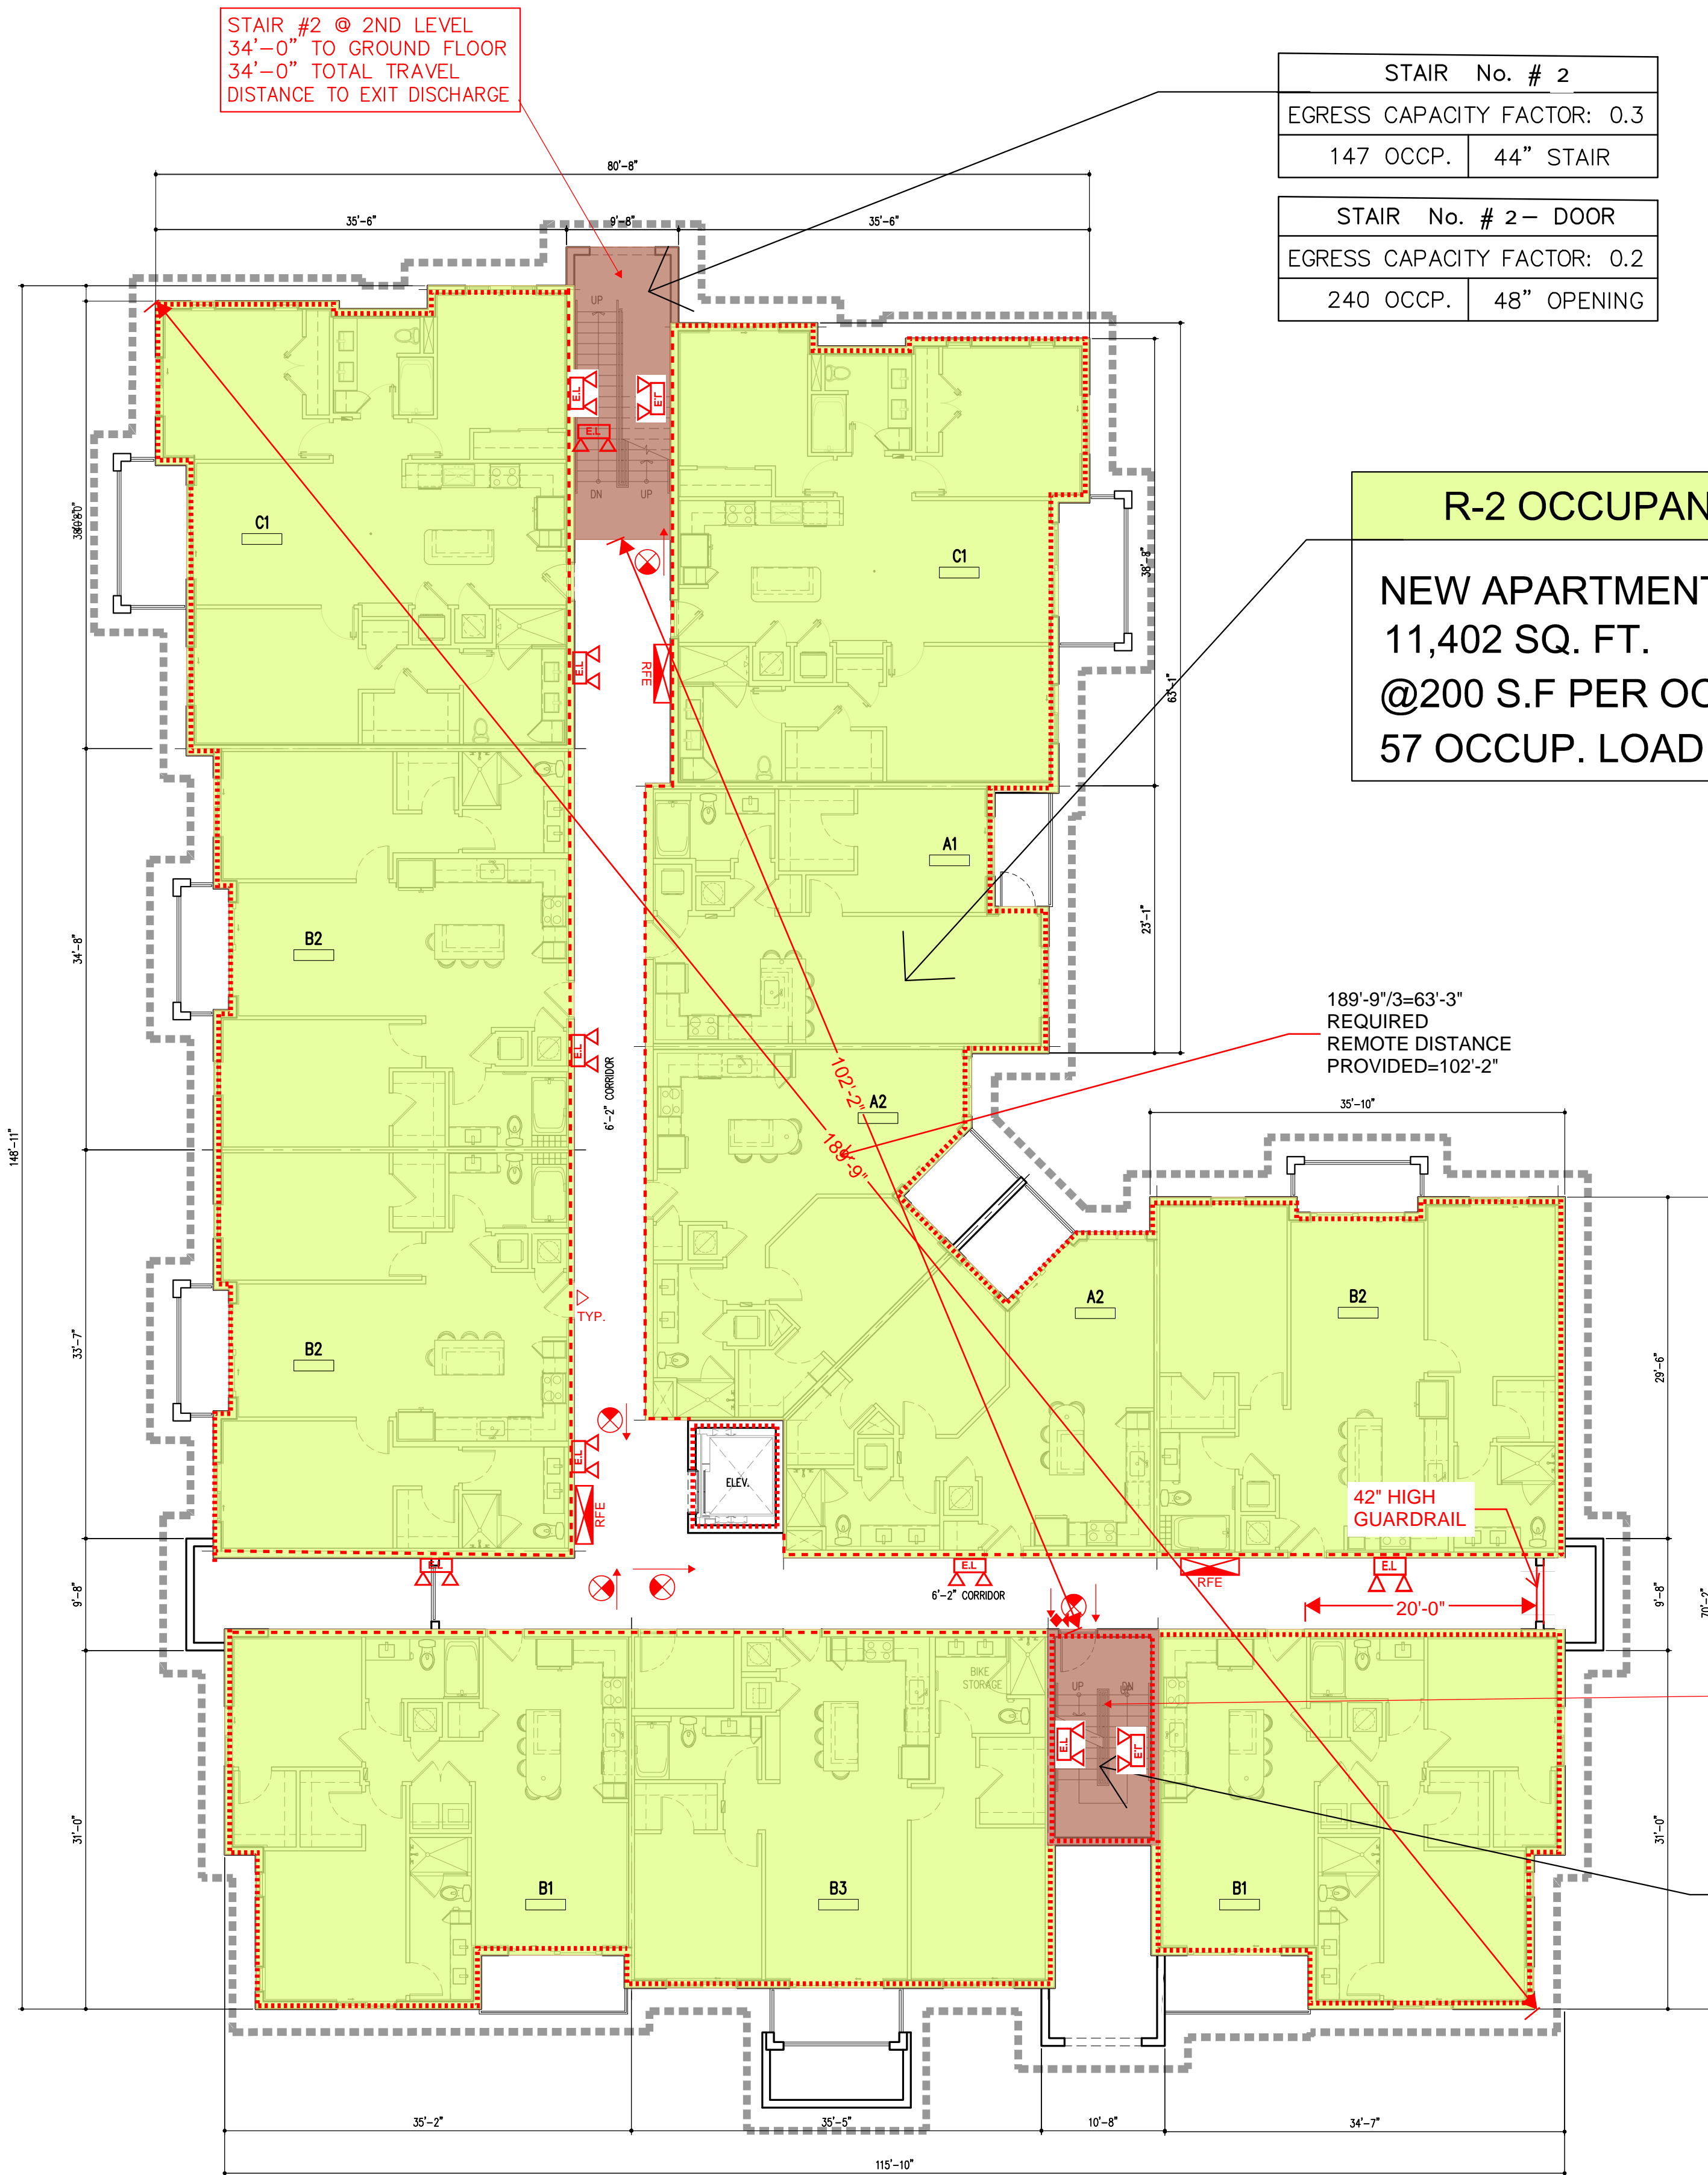 STAIR #2 @ 2ND LEVEL
34'-0" TO GROUND FLOOR
34'-0" TOTAL TRAVEL
DISTANCE TO EXIT DISCHARGE
STAIR No. # 2
EGRESS CAPACITY FACTOR: 0.3
147 OCCP. 44" STAIR
STAIR No. # 2- DOOR
EGRESS CAPACITY FACTOR: 0.2
240 OCCP. 48" OPENING
80'-8"
35'-6" 9'-8" 35'-6"
UP
E.L
E.L
E.L
DN UP
C1
C1
38'-8"
R-2 OCCUPAN
NEW APARTMENT
11,402 SQ. FT.
@200 S.F PER OC
57 OCCUP. LOAD
E.L
RFE
63'-1"
A1
B2
34'-8"
23'-1"
189'-9"/3=63'-3"
REQUIRED
REMOTE DISTANCE
PROVIDED=102'-2"
E.L
6'-2" CORRIDOR
102'-2"
A2
189'-9"
35'-10"
148'-11"
TYP.
A2
B2
B2
33'-7"
29'-6"
E.L
RFE
ELEV.
42" HIGH
GUARDRAIL
E.L
E.L
RFE
E.L
6'-2" CORRIDOR
20'-0"
9'-8"
9'-8"
70'-2"
BIKE
STORAGE
UP DN
E.L
E.L
31'-0"
31'-0"
B1
B3
B1
35'-2" 35'-5" 10'-8" 34'-7"
115'-10"